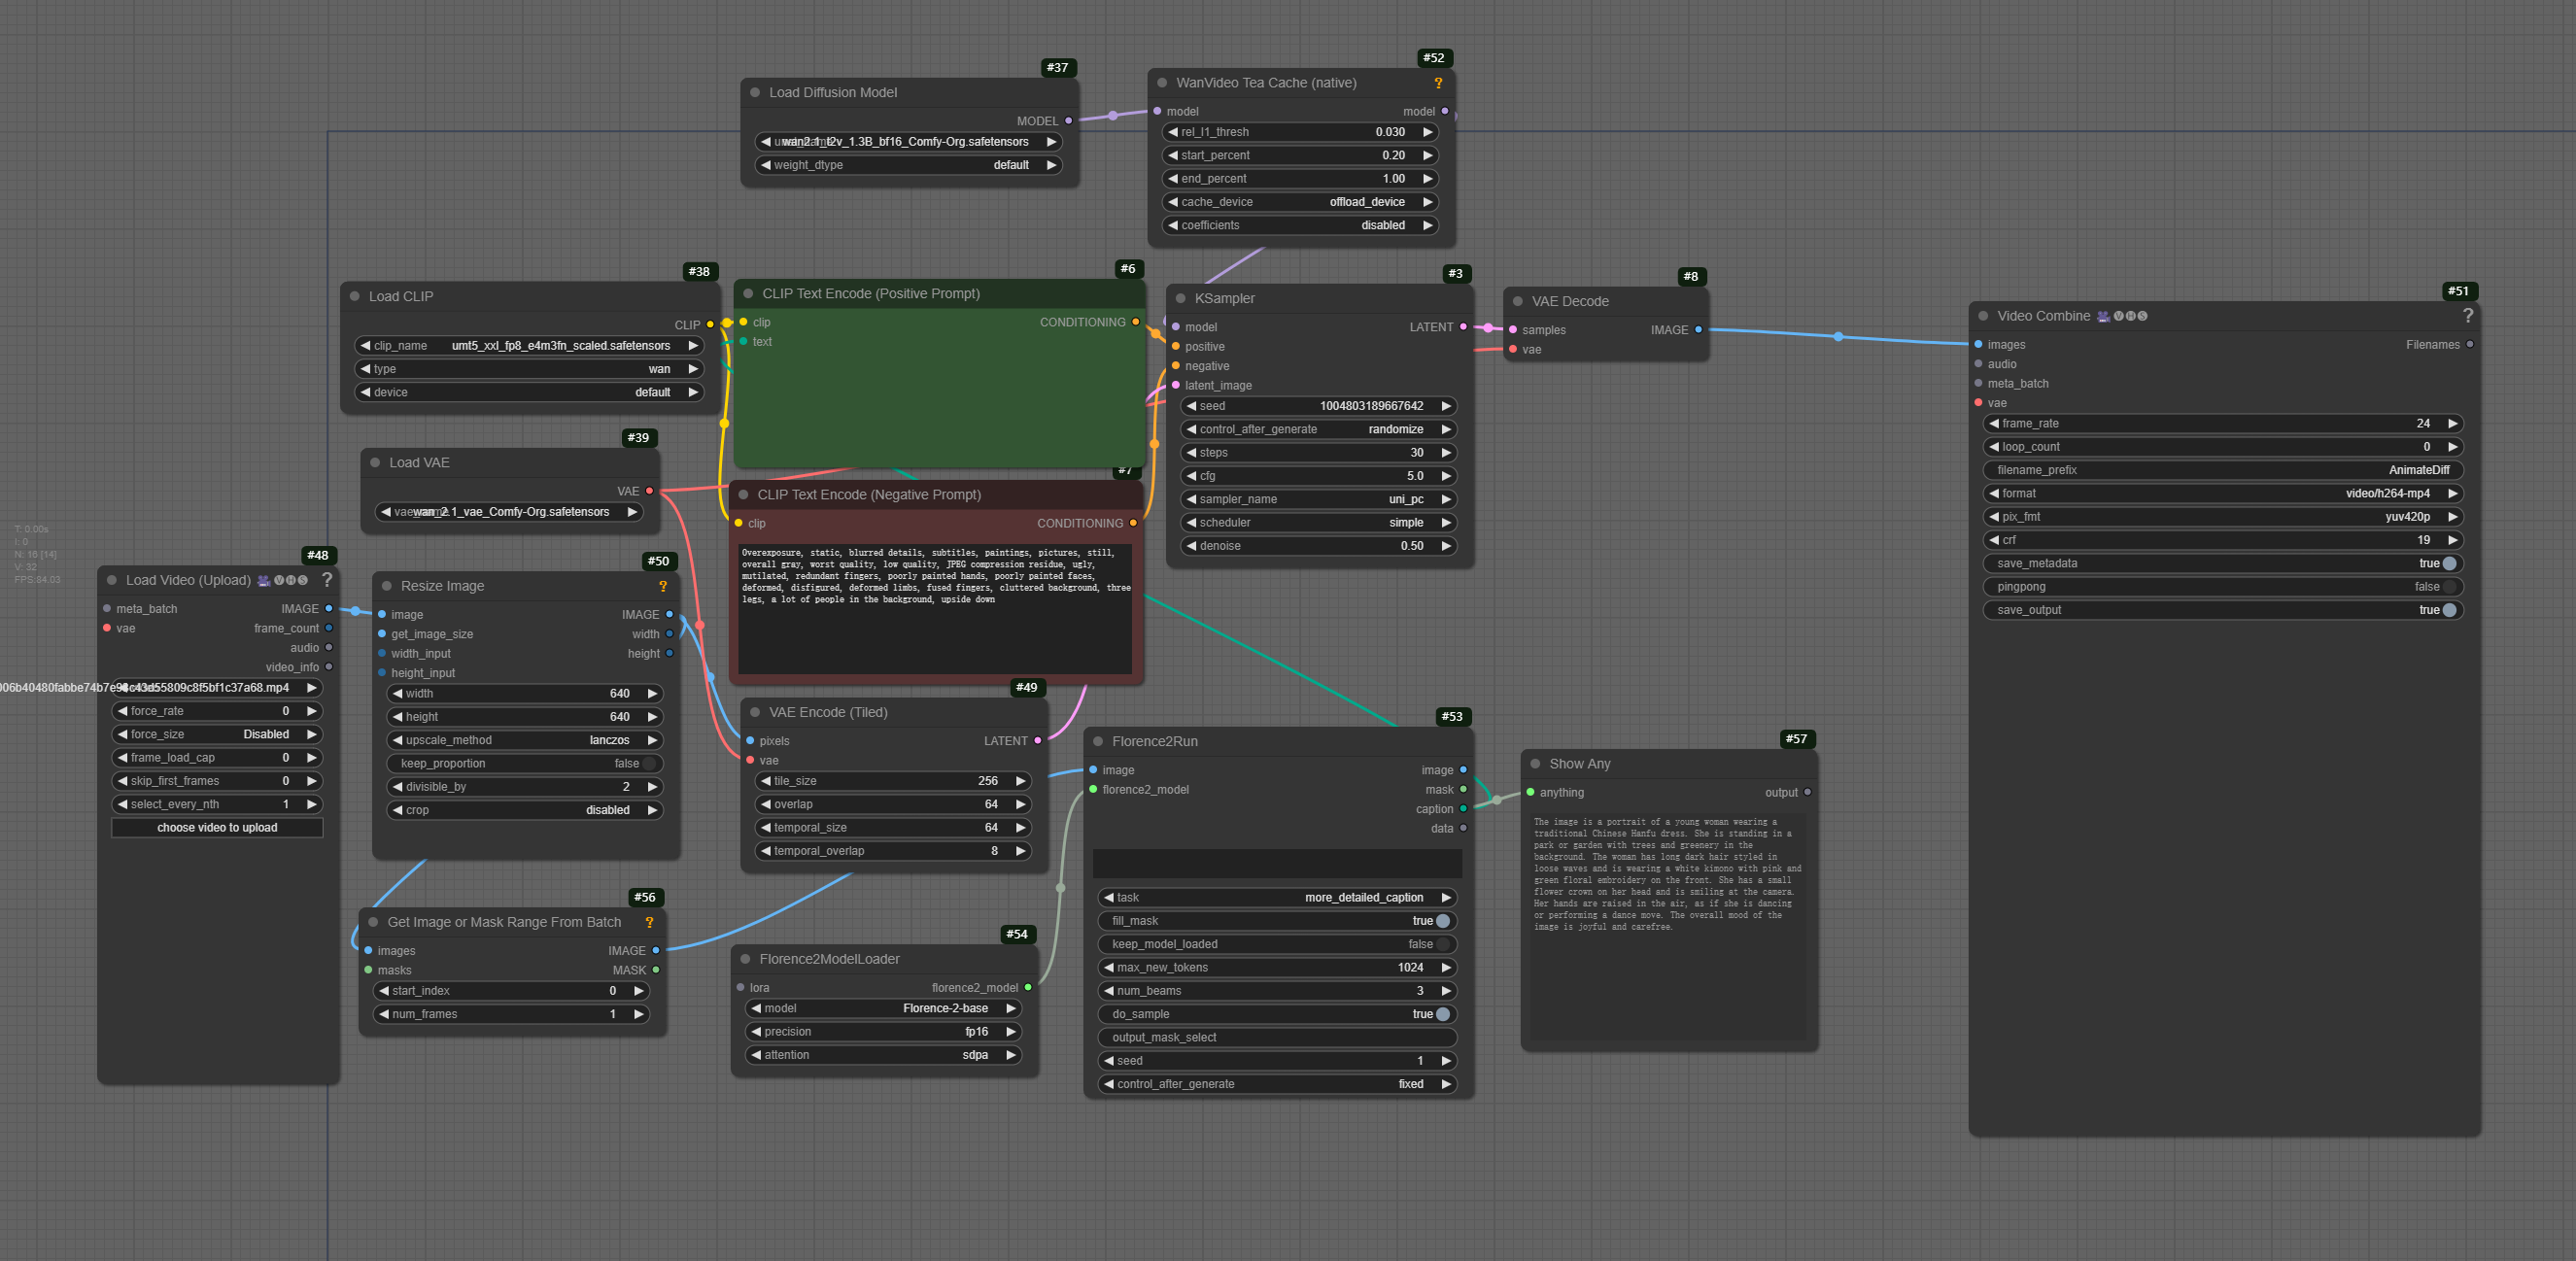 #37
Load Diffusion Model
MODEL
wan2.1_t2v_1.3B_bf16_Comfy-Org.safetensors
weight_dtype default
#52
WanVideo Tea Cache (native) ?
model model
rel_l1_thresh 0.030
start_percent 0.20
end_percent 1.00
cache_device offload_device
coefficients disabled
#38
Load CLIP
CLIP
clip_name umt5_xxl_fp8_e4m3fn_scaled.safetensors
type wan
device default
#6
CLIP Text Encode (Positive Prompt)
clip CONDITIONING
text
#3
KSampler
model LATENT
positive
negative
latent_image
seed 1004803189667642
control_after_generate randomize
steps 30
cfg 5.0
sampler_name uni_pc
scheduler simple
denoise 0.50
#8
VAE Decode
samples IMAGE
vae
#51
Video Combine VHS ?
images Filenames
audio
meta_batch
vae
frame_rate 24
loop_count 0
filename_prefix AnimateDiff
format video/h264-mp4
pix_fmt yuv420p
crf 19
save_metadata true
pingpong false
save_output true
#39
Load VAE
VAE
wan_2.1_vae_Comfy-Org.safetensors
#7
CLIP Text Encode (Negative Prompt)
clip CONDITIONING
Overexposure, static, blurred details, subtitles, paintings, pictures, still,
overall gray, worst quality, low quality, JPEG compression residue, ugly,
mutilated, redundant fingers, poorly painted hands, poorly painted faces,
deformed, disfigured, deformed limbs, fused fingers, cluttered background, three
legs, a lot of people in the background, upside down
T: 0.00s
I: 0
N: 16 [14]
V: 32
FPS:84.03
#48
Load Video (Upload) VHS ?
meta_batch IMAGE
vae frame_count
audio
video_info
force_rate 0
force_size Disabled
frame_load_cap 0
skip_first_frames 0
select_every_nth 1
choose video to upload
#50
Resize Image ?
image IMAGE
get_image_size width
width_input height
height_input
width 640
height 640
upscale_method lanczos
keep_proportion false
divisible_by 2
crop disabled
#49
VAE Encode (Tiled)
pixels LATENT
vae
tile_size 256
overlap 64
temporal_size 64
temporal_overlap 8
#56
Get Image or Mask Range From Batch ?
images IMAGE
masks MASK
start_index 0
num_frames 1
#54
Florence2ModelLoader
lora florence2_model
model Florence-2-base
precision fp16
attention sdpa
#53
Florence2Run
image image
florence2_model mask
caption
data
task more_detailed_caption
fill_mask true
keep_model_loaded false
max_new_tokens 1024
num_beams 3
do_sample true
output_mask_select
seed 1
control_after_generate fixed
#57
Show Any
anything output
The image is a portrait of a young woman wearing a
traditional Chinese Hanfu dress. She is standing in a
park or garden with trees and greenery in the
background. The woman has long dark hair styled in
loose waves and is wearing a white kimono with pink and
green floral embroidery on the front. She has a small
flower crown on her head and is smiling at the camera.
Her hands are raised in the air, as if she is dancing
or performing a dance move. The overall mood of the
image is joyful and carefree.